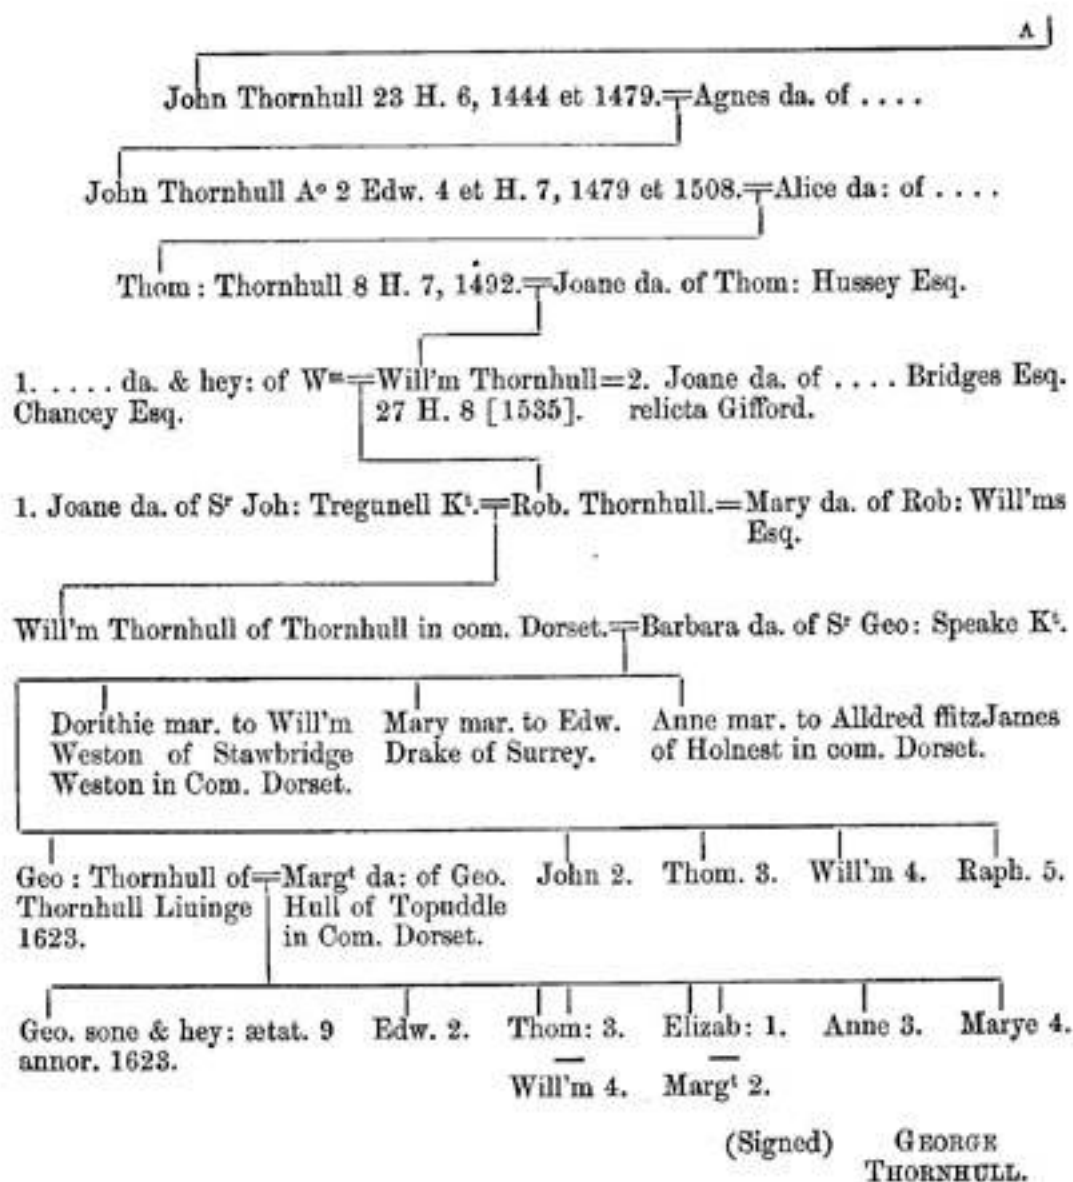 A
John Thornhull 23 H. 6, 1444 et 1479.=Agnes da. of . . . .
John Thornhull Aº 2 Edw. 4 et H. 7, 1479 et 1508.=Alice da: of . . . .
Thom: Thornhull 8 H. 7, 1492.=Joane da. of Thom: Hussey Esq.
1. . . . . . da. & hey: of Wᵐ=Will'm Thornhull=2. Joane da. of . . . . Bridges Esq.
Chancey Esq. 27 H. 8 [1535]. relicta Gifford.
1. Joane da. of Sʳ Joh: Tregunell Kᵗ.=Rob. Thornhull.=Mary da. of Rob: Will'ms
Esq.
Will'm Thornhull of Thornhull in com. Dorset.=Barbara da. of Sʳ Geo: Speake Kᵗ.
Dorithie mar. to Will'm Mary mar. to Edw. Anne mar. to Alldred ffitzJames
Weston of Stawbridge Drake of Surrey. of Holnest in com. Dorset.
Weston in Com. Dorset.
Geo: Thornhull of=Margᵗ da: of Geo. John 2. Thom. 3. Will'm 4. Raph. 5.
Thornhull Liuinge Hull of Topuddle
1623. in Com. Dorset.
Geo. sone & hey: ætat. 9 Edw. 2. Thom: 3. Elizab: 1. Anne 3. Marye 4.
annor. 1623.
Will'm 4. Margᵗ 2.
(Signed) GEORGE
THORNHULL.